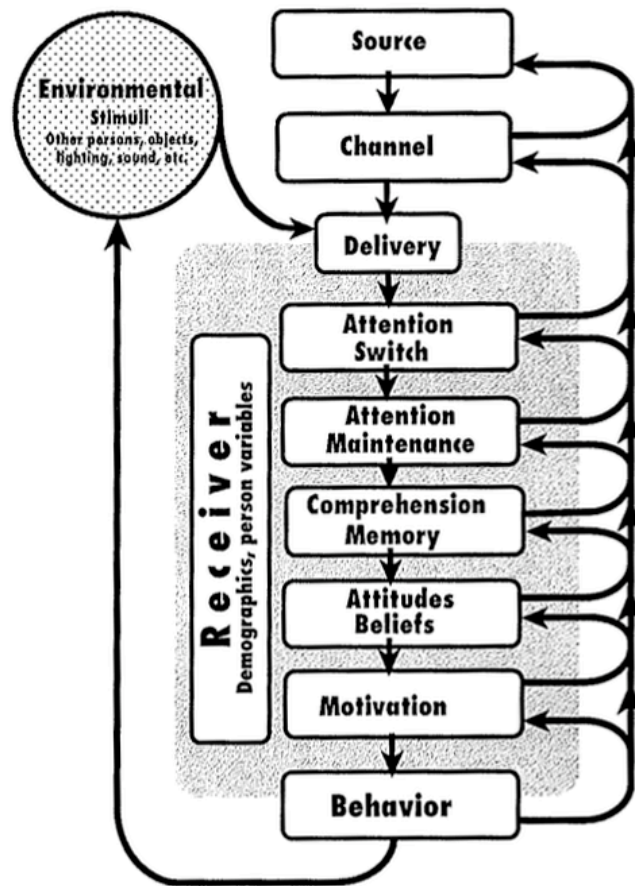 Environmental
Stimuli
Other persons, objects,
lighting, sound, etc.
Source
Channel
Delivery
Receiver
Demographics, person variables
Attention
Switch
Attention
Maintenance
Comprehension
Memory
Attitudes
Beliefs
Motivation
Behavior